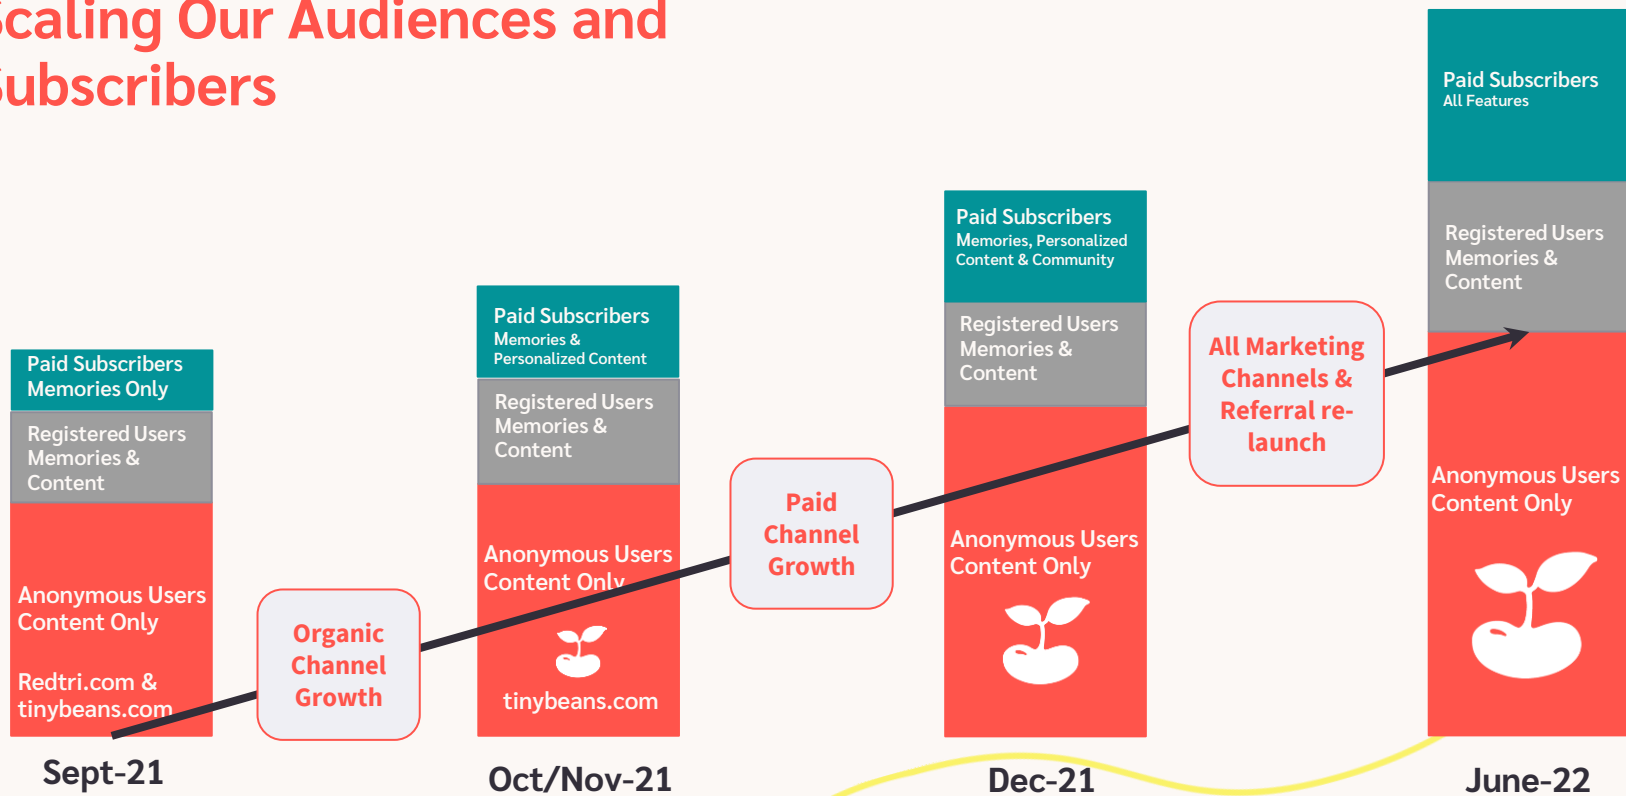 Scaling Our Audiences and
Subscribers
Paid Subscribers
Memories Only
Registered Users
Memories &
Content
Anonymous Users
Content Only
Redtri.com &
tinybeans.com
Sept-21
Organic
Channel
Growth
Paid Subscribers
Memories &
Personalized Content
Registered Users
Memories &
Content
Anonymous Users
Content Only
tinybeans.com
Oct/Nov-21
Paid
Channel
Growth
Paid Subscribers
Memories, Personalized
Content & Community
Registered Users
Memories &
Content
Anonymous Users
Content Only
Dec-21
All Marketing
Channels &
Referral re-
launch
Paid Subscribers
All Features
Registered Users
Memories &
Content
Anonymous Users
Content Only
June-22